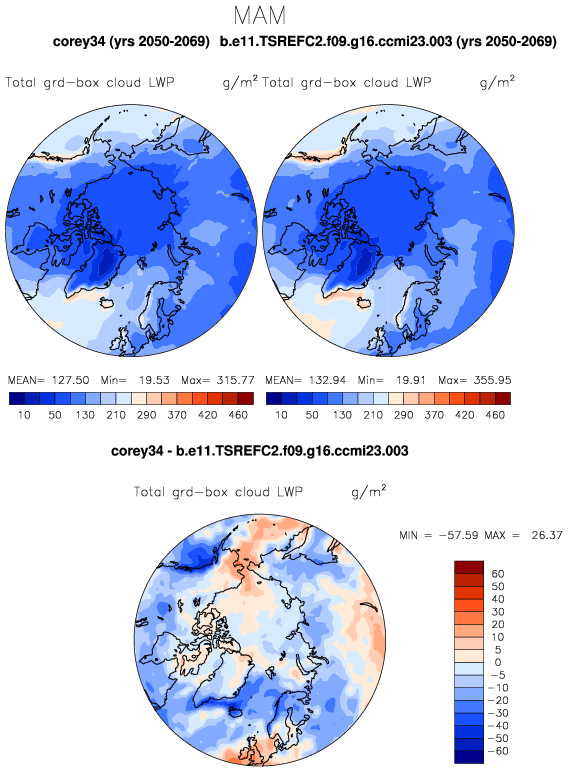 MAM
corey34 (yrs 2050-2069) b.e11.TSREFC2.f09.g16.ccmi23.003 (yrs 2050-2069)
Total grd-box cloud LWP g/m² Total grd-box cloud LWP g/m²
MEAN= 127.50 Min= 19.53 Max= 315.77 MEAN= 132.94 Min= 19.91 Max= 355.95
10 50 130 210 290 370 420 460 10 50 130 210 290 370 420 460
corey34 - b.e11.TSREFC2.f09.g16.ccmi23.003
Total grd-box cloud LWP g/m²
MIN = -57.59 MAX = 26.37
60
50
40
30
20
10
5
0
-5
-10
-20
-30
-40
-50
-60